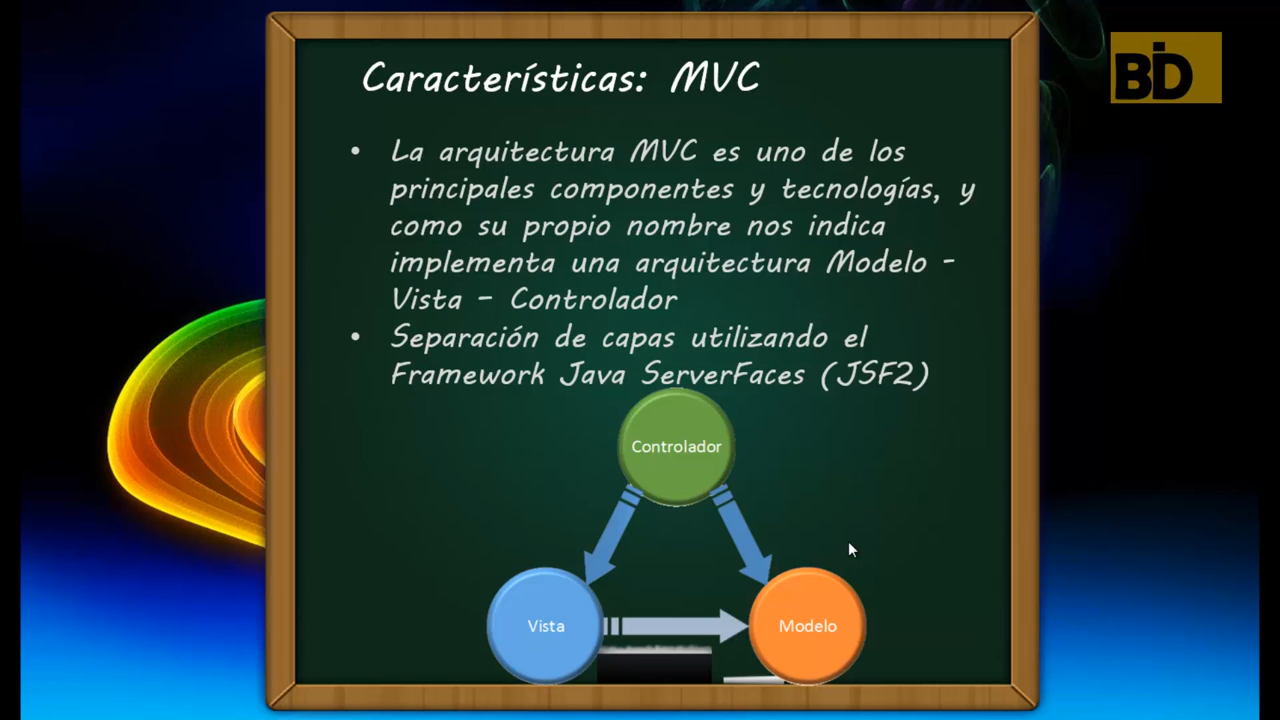 Características: MVC
BID
• La arquitectura MVC es uno de los
principales componentes y tecnologías, y
como su propio nombre nos indica
implementa una arquitectura Modelo -
Vista – Controlador
• Separación de capas utilizando el
Framework Java ServerFaces (JSF2)
Controlador
Vista
Modelo